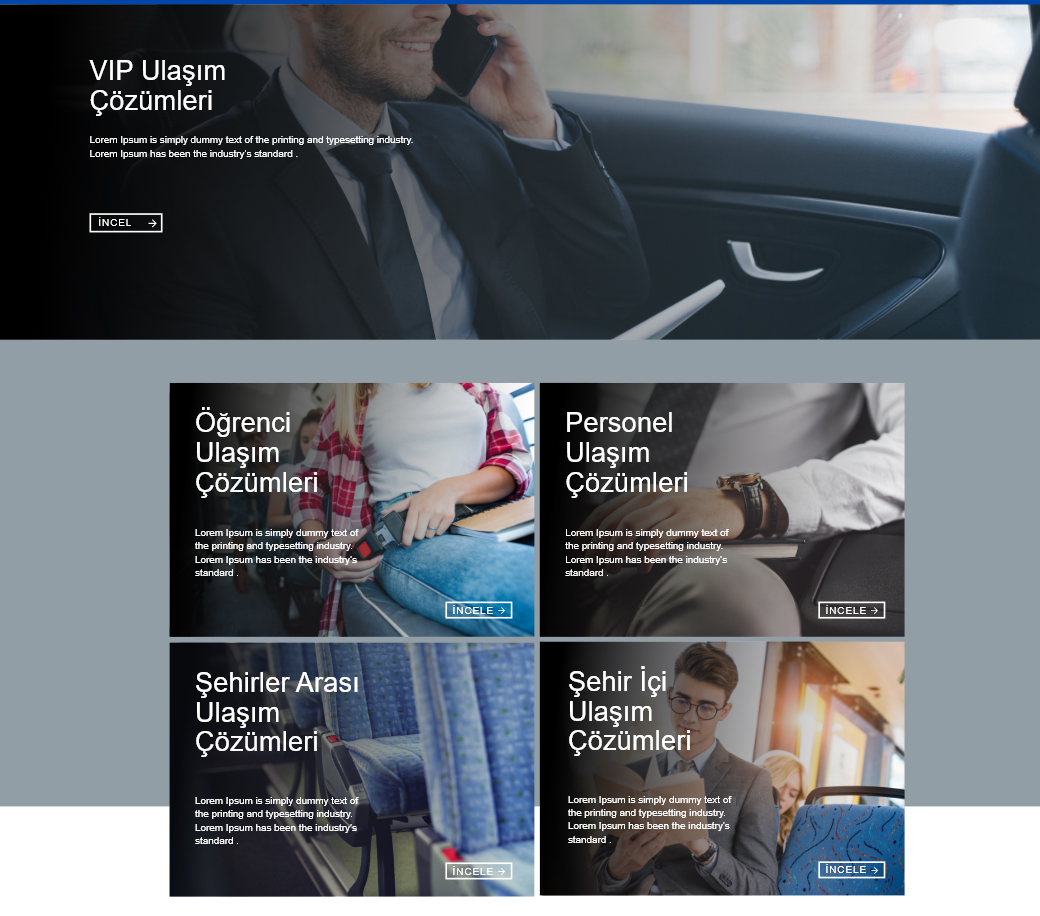 VIP Ulaşım
Çözümleri
Lorem Ipsum is simply dummy text of the printing and typesetting industry.
Lorem Ipsum has been the industry's standard .
İNCEL →
Öğrenci
Ulaşım
Çözümleri
Lorem Ipsum is simply dummy text of
the printing and typesetting industry.
Lorem Ipsum has been the industry's
standard .
İNCELE →
Personel
Ulaşım
Çözümleri
Lorem Ipsum is simply dummy text of
the printing and typesetting industry.
Lorem Ipsum has been the industry's
standard .
İNCELE →
Şehirler Arası
Ulaşım
Çözümleri
Lorem Ipsum is simply dummy text of
the printing and typesetting industry.
Lorem Ipsum has been the industry's
standard .
İNCELE →
Şehir İçi
Ulaşım
Çözümleri
Lorem Ipsum is simply dummy text of
the printing and typesetting industry.
Lorem Ipsum has been the industry's
standard .
İNCELE →